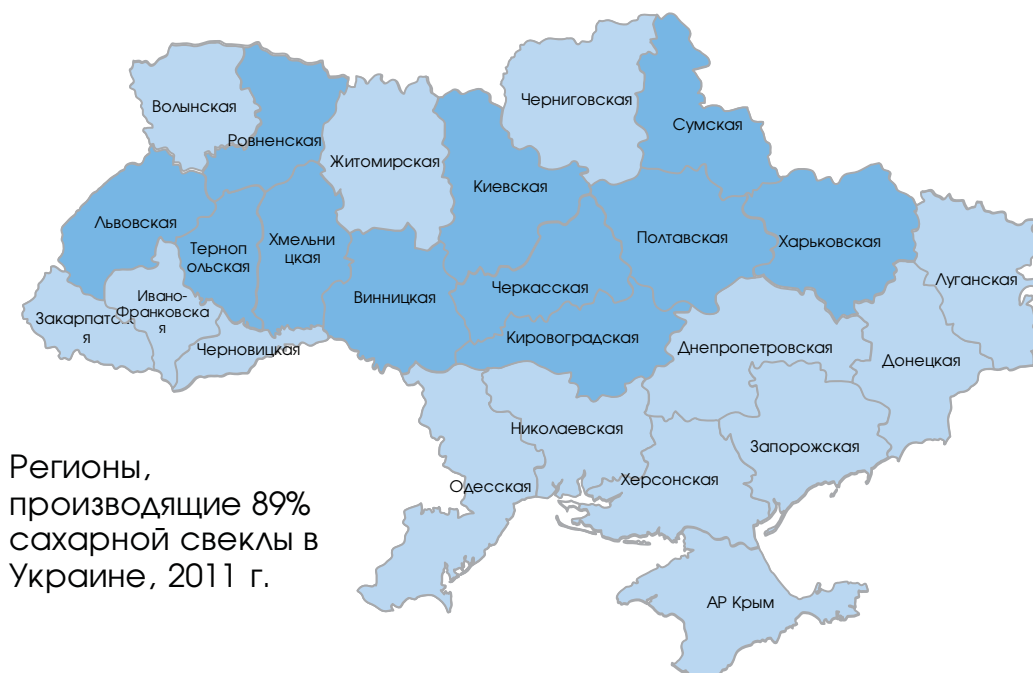 Волынская
Ровненская
Житомирская
Черниговская
Сумская
Киевская
Львовская
Терноп
ольская
Хмельни
цкая
Полтавская
Харьковская
Винницкая
Черкасская
Луганская
Ивано-
Франковска
я
Закарпатска
я
Черновицкая
Кировоградская
Днепропетровская
Донецкая
Николаевская
Запорожская
Одесская
Херсонская
АР Крым
Регионы,
производящие 89%
сахарной свеклы в
Украине, 2011 г.